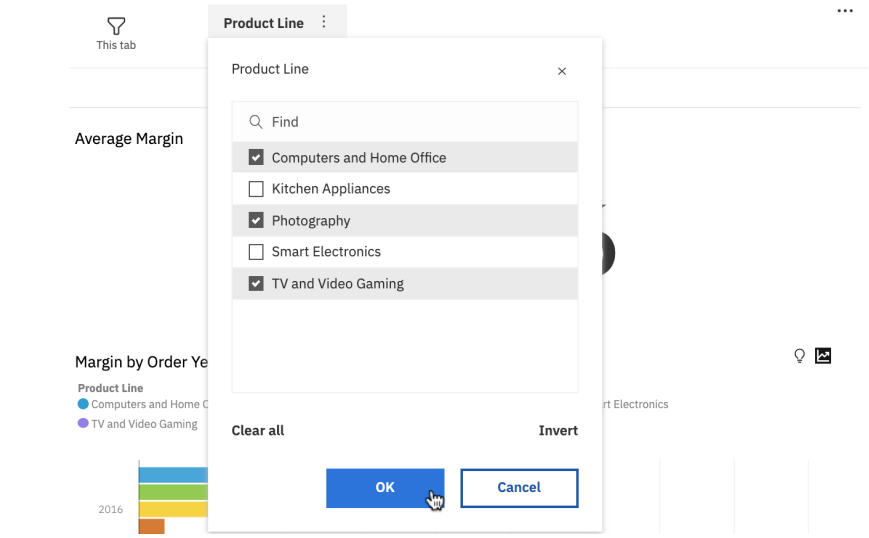 Product Line
This tab
Product Line
Find
Average Margin
Computers and Home Office
Kitchen Appliances
Photography
Smart Electronics
TV and Video Gaming
Margin by Order Ye
Product Line
Computers and Home
rt Electronics
TV and Video Gaming
Clear all Invert
OK Cancel
2016